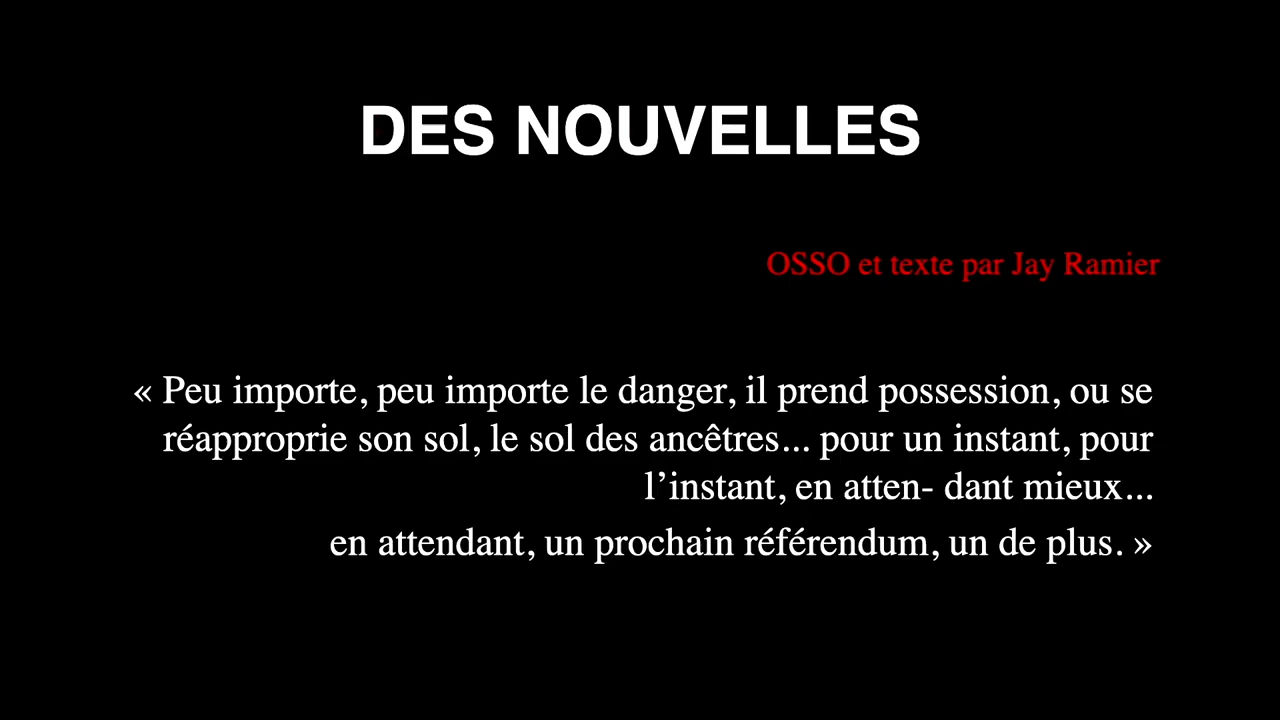 DES NOUVELLES
OSSO et texte par Jay Ramier
« Peu importe, peu importe le danger, il prend possession, ou se
réapproprie son sol, le sol des ancêtres... pour un instant, pour
l’instant, en atten- dant mieux...
en attendant, un prochain référendum, un de plus. »